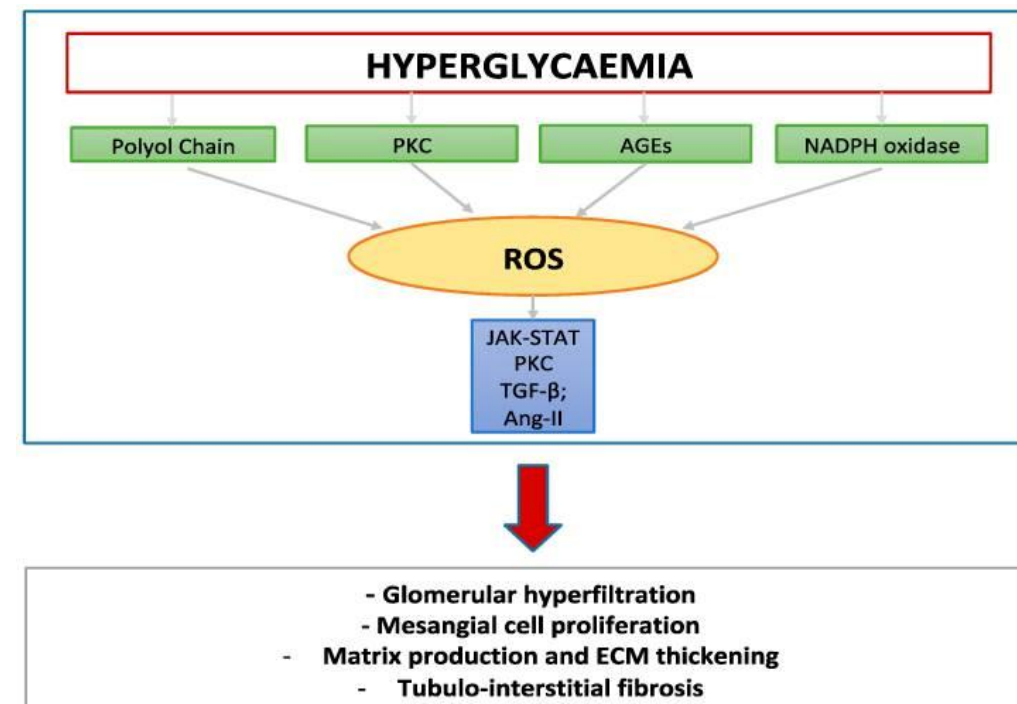 HYPERGLYCAEMIA
Polyol Chain
PKC
AGEs
NADPH oxidase
ROS
JAK-STAT
PKC
TGF-β;
Ang-II
- Glomerular hyperfiltration
- Mesangial cell proliferation
- Matrix production and ECM thickening
- Tubulo-interstitial fibrosis